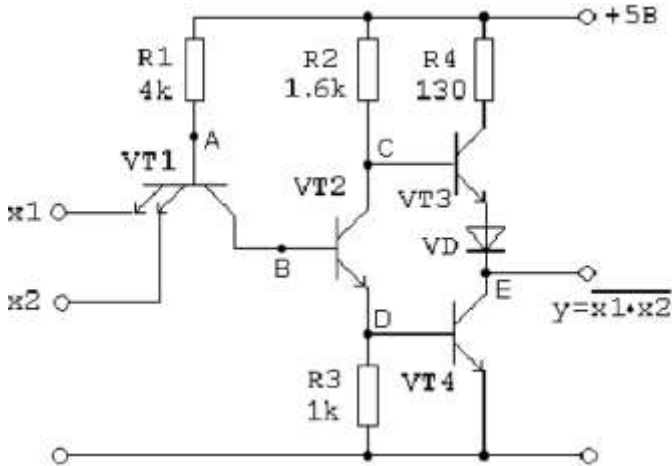 +5В
R1
4k
R2
1.6k
R4
130
A
C
VT1
VT2
VT3
x1
B
VD
E
x2
y=x1•x2
D
R3
1k
VT4